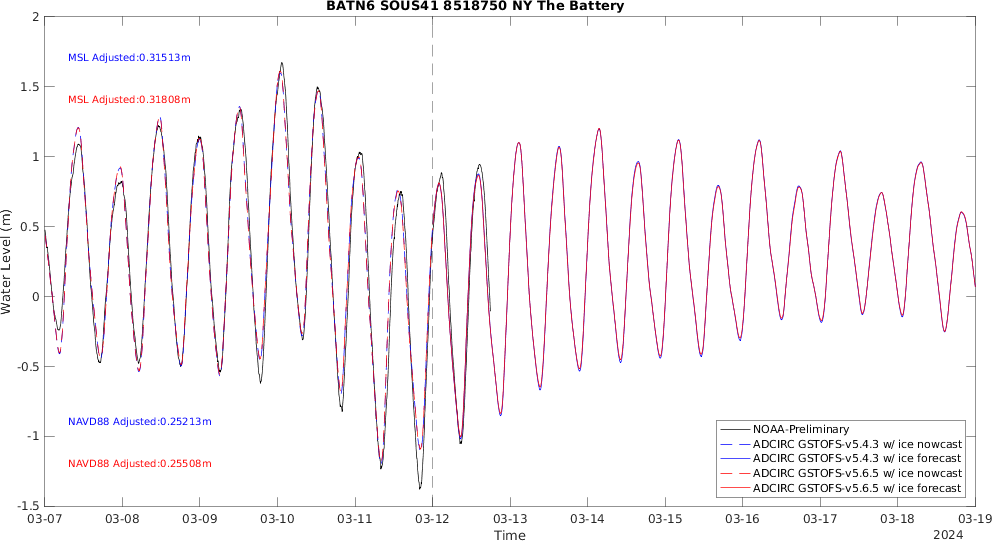 BATN6 SOUS41 8518750 NY The Battery
2
1.5
1
0.5
0
-0.5
-1
-1.5
Water Level (m)
MSL Adjusted:0.31513m
MSL Adjusted:0.31808m
NAVD88 Adjusted:0.25213m
NAVD88 Adjusted:0.25508m
NOAA-Preliminary
ADCIRC GSTOFS-v5.4.3 w/ ice nowcast
ADCIRC GSTOFS-v5.4.3 w/ ice forecast
ADCIRC GSTOFS-v5.6.5 w/ ice nowcast
ADCIRC GSTOFS-v5.6.5 w/ ice forecast
03-07 03-08 03-09 03-10 03-11 03-12 03-13 03-14 03-15 03-16 03-17 03-18 03-19
Time
2024